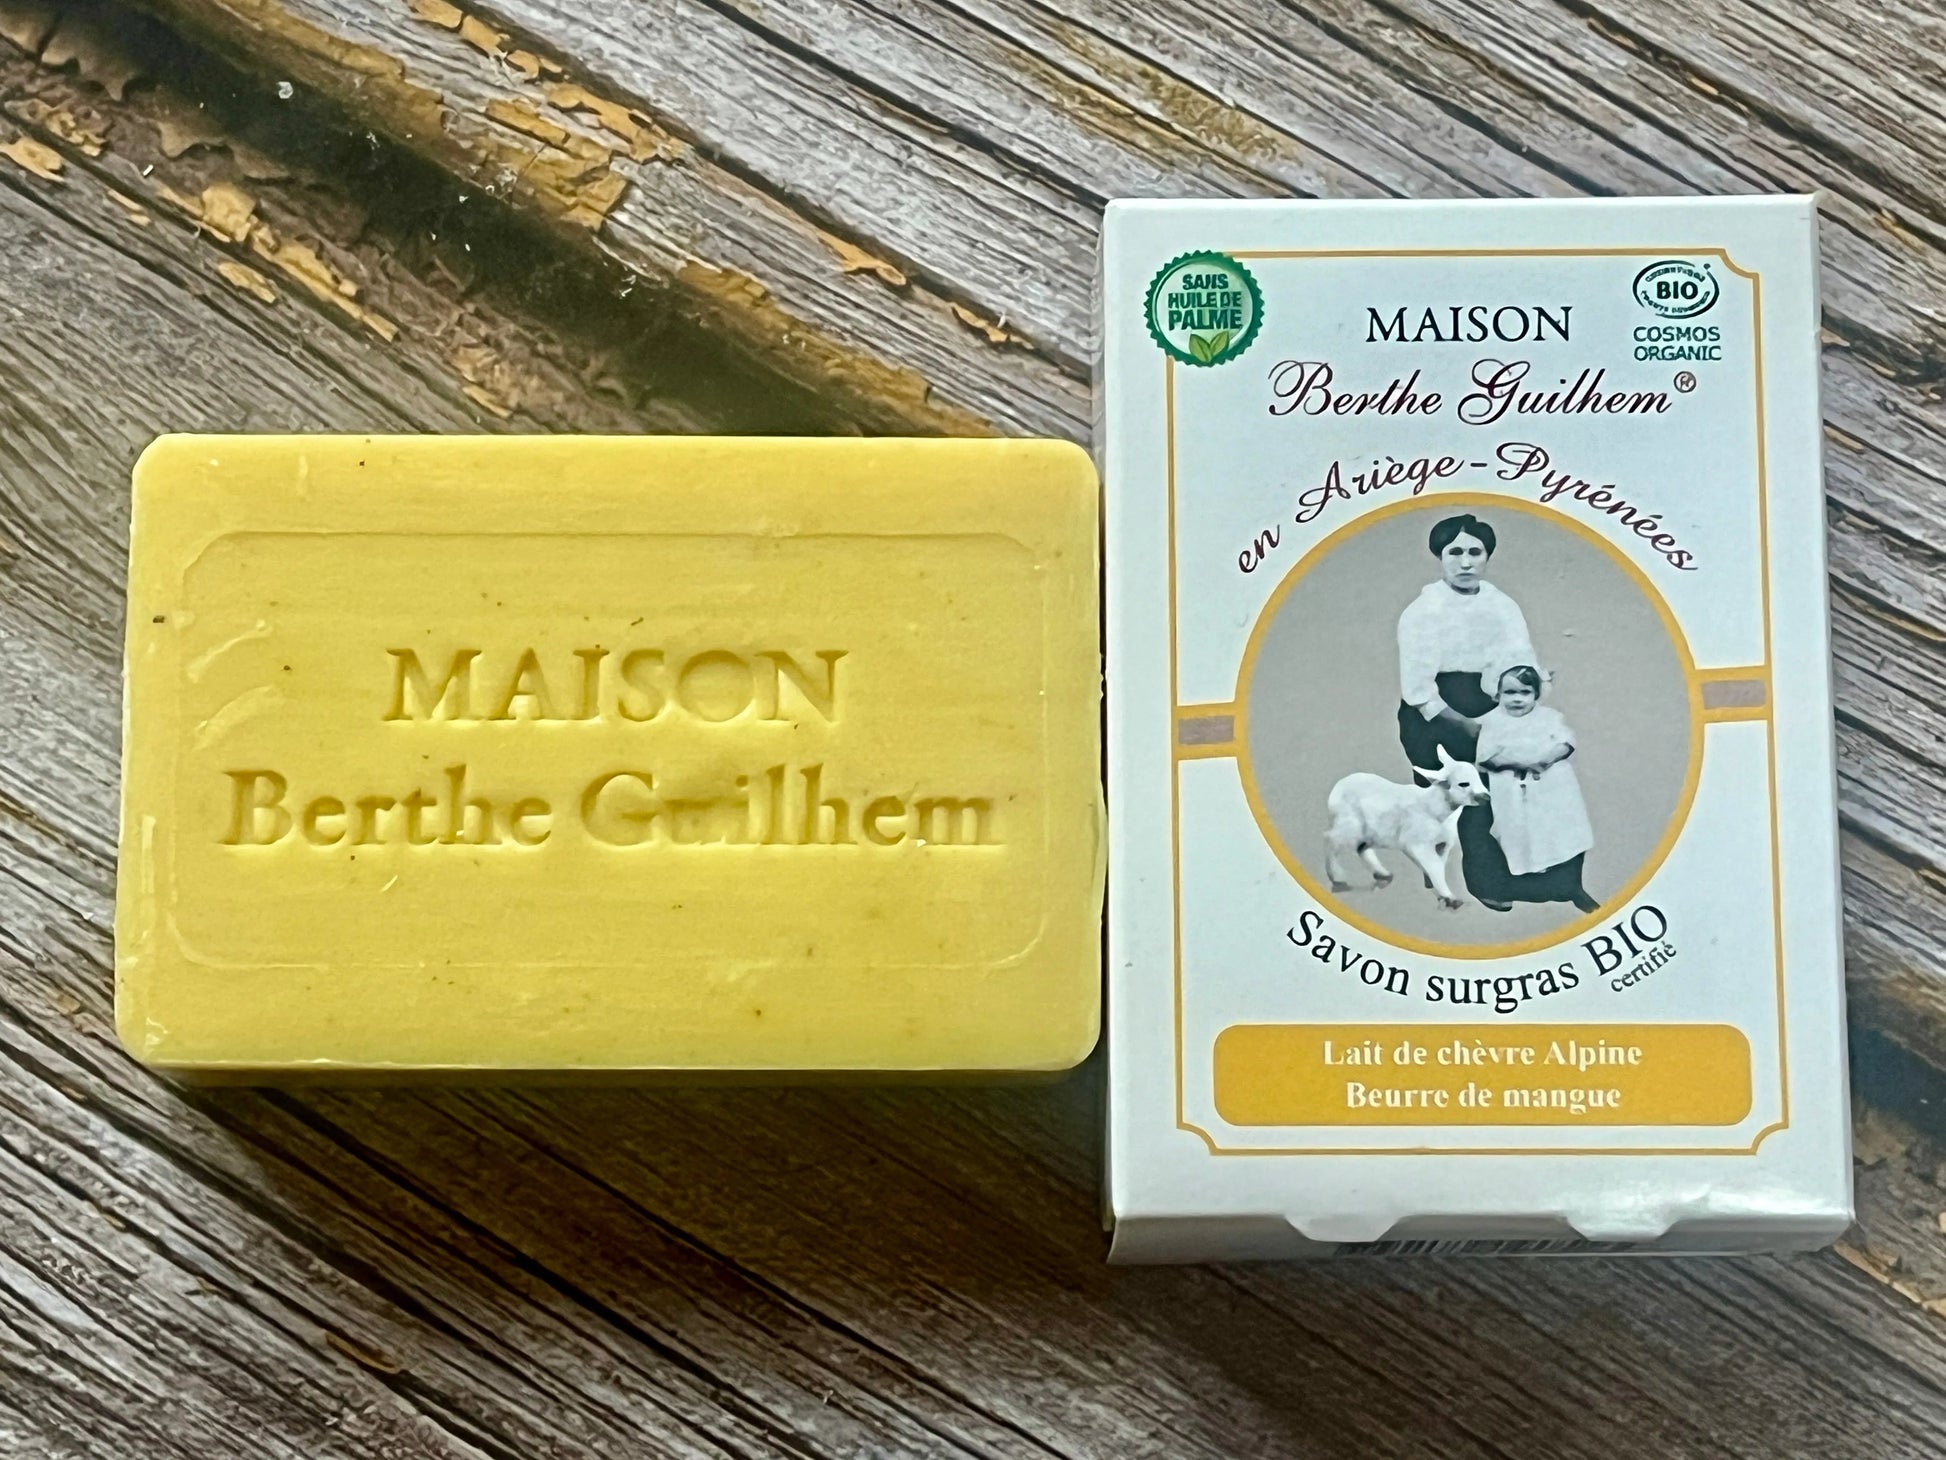 MAISON
Berthe Guilhem
SANS
HUILE DE
PALME
BIO
COSMOS
ORGANIC
MAISON
Berthe Guilhem®
en Ariège-Pyrénées
Savon surgras BIO
certifié
Lait de chèvre Alpine
Beurre de mangue